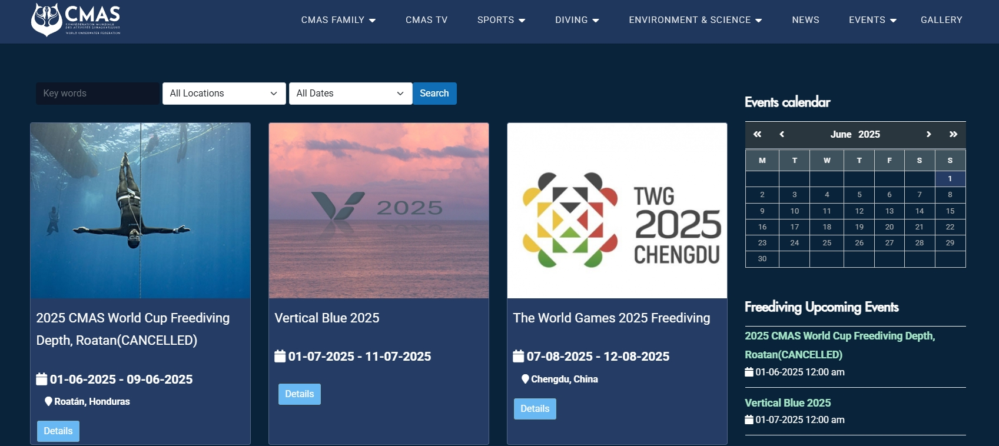 CMAS
CONFÉDÉRATION MONDIALE
DES ACTIVITÉS SUBAQUATIQUES
WORLD UNDERWATER FEDERATION
CMAS FAMILY
CMAS TV
SPORTS
DIVING
ENVIRONMENT & SCIENCE
NEWS
EVENTS
GALLERY
Key words
All Locations
All Dates
Search
V 2025
TWG
2025
CHENGDU
2025 CMAS World Cup Freediving
Depth, Roatan(CANCELLED)
01-06-2025 - 09-06-2025
Roatán, Honduras
Details
Vertical Blue 2025
01-07-2025 - 11-07-2025
Details
The World Games 2025 Freediving
07-08-2025 - 12-08-2025
Chengdu, China
Details
Events calendar
« ‹ June 2025 › »
M T W T F S S
1
2 3 4 5 6 7 8
9 10 11 12 13 14 15
16 17 18 19 20 21 22
23 24 25 26 27 28 29
30
Freediving Upcoming Events
2025 CMAS World Cup Freediving Depth,
Roatan(CANCELLED)
01-06-2025 12:00 am
Vertical Blue 2025
01-07-2025 12:00 am